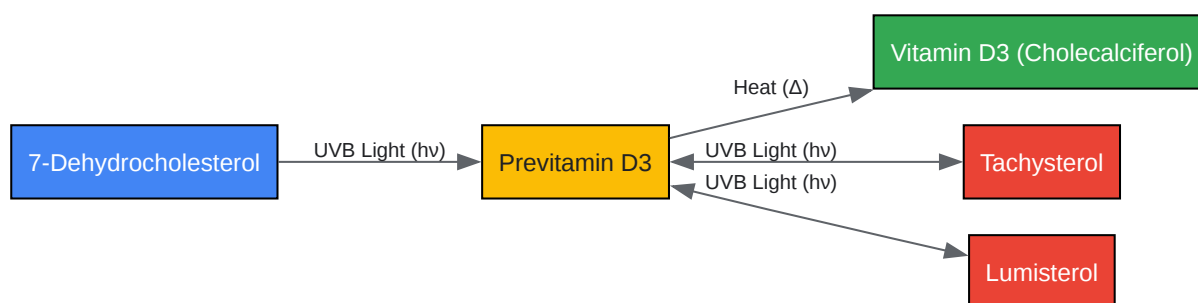 Vitamin D3 (Cholecalciferol)
Heat (Δ)
7-Dehydrocholesterol
UVB Light (hν)
Previtamin D3
UVB Light (hν)
Tachysterol
UVB Light (hν)
Lumisterol